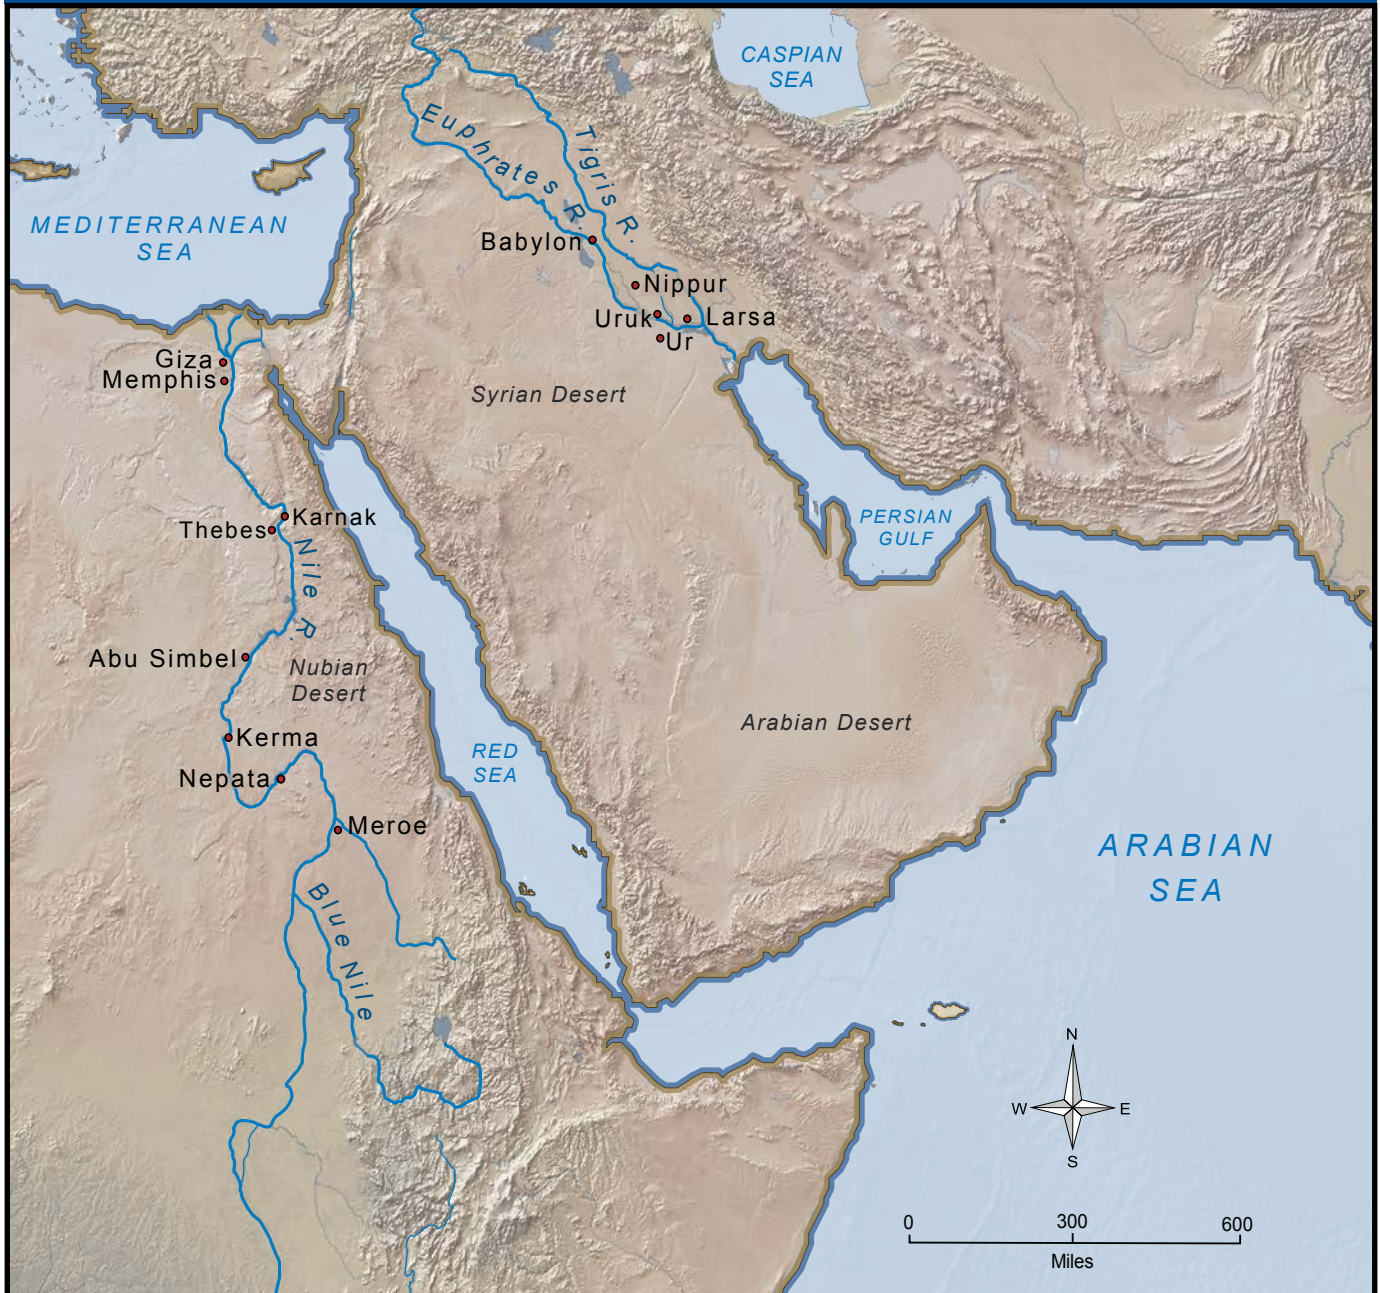 CASPIAN
SEA
Euphrates R.
Tigris R.
MEDITERRANEAN
SEA
Babylon
Nippur
Uruk
Larsa
Ur
Giza
Memphis
Syrian Desert
Karnak
Thebes
PERSIAN
GULF
Nile R.
Abu Simbel
Nubian
Desert
Arabian Desert
Kerma
RED
SEA
Nepata
Meroe
ARABIAN
SEA
Blue Nile
N
W
E
S
0 300 600
Miles